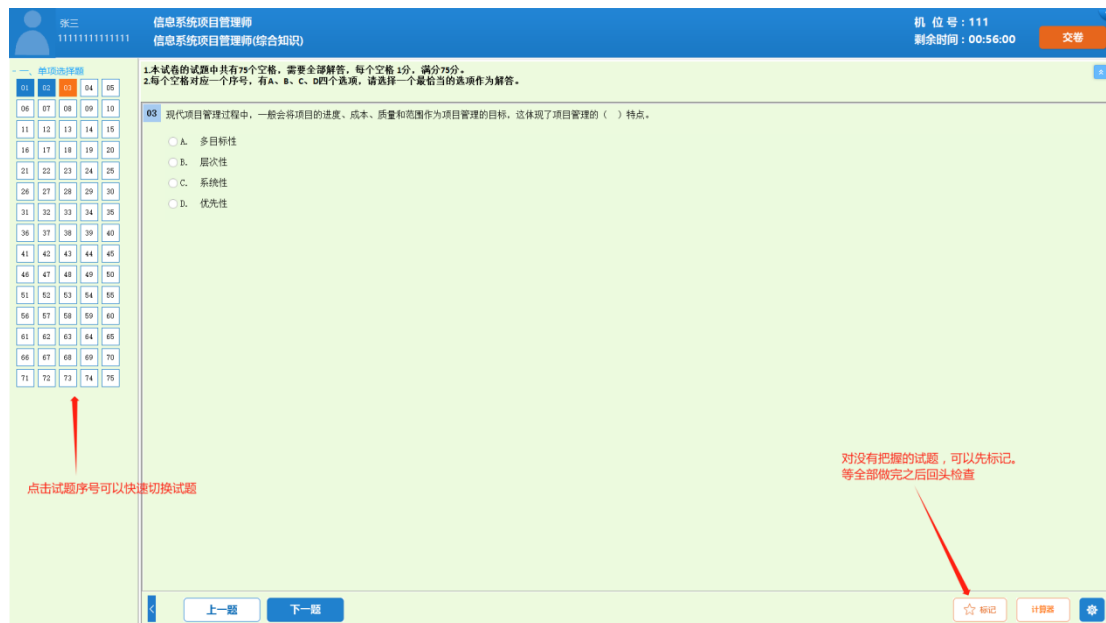 张三
11111111111111
信息系统项目管理师
信息系统项目管理师(综合知识)
机 位 号：111
剩余时间：00:56:00
交卷
- 一、单项选择题
01 02 03 04 05
06 07 08 09 10
11 12 13 14 15
16 17 18 19 20
21 22 23 24 25
26 27 28 29 30
31 32 33 34 35
36 37 38 39 40
41 42 43 44 45
46 47 48 49 50
51 52 53 54 55
56 57 58 59 60
61 62 63 64 65
66 67 68 69 70
71 72 73 74 75
点击试题序号可以快速切换试题
1.本试卷的试题中共有75个空格，需要全部解答，每个空格 1分，满分75分。
2.每个空格对应一个序号，有A、B、C、D四个选项，请选择一个最恰当的选项作为解答。
03 现代项目管理过程中，一般会将项目的进度、成本、质量和范围作为项目管理的目标，这体现了项目管理的（ ）特点。
A. 多目标性
B. 层次性
C. 系统性
D. 优先性
对没有把握的试题，可以先标记。
等全部做完之后回头检查
上一题
下一题
标记
计算器